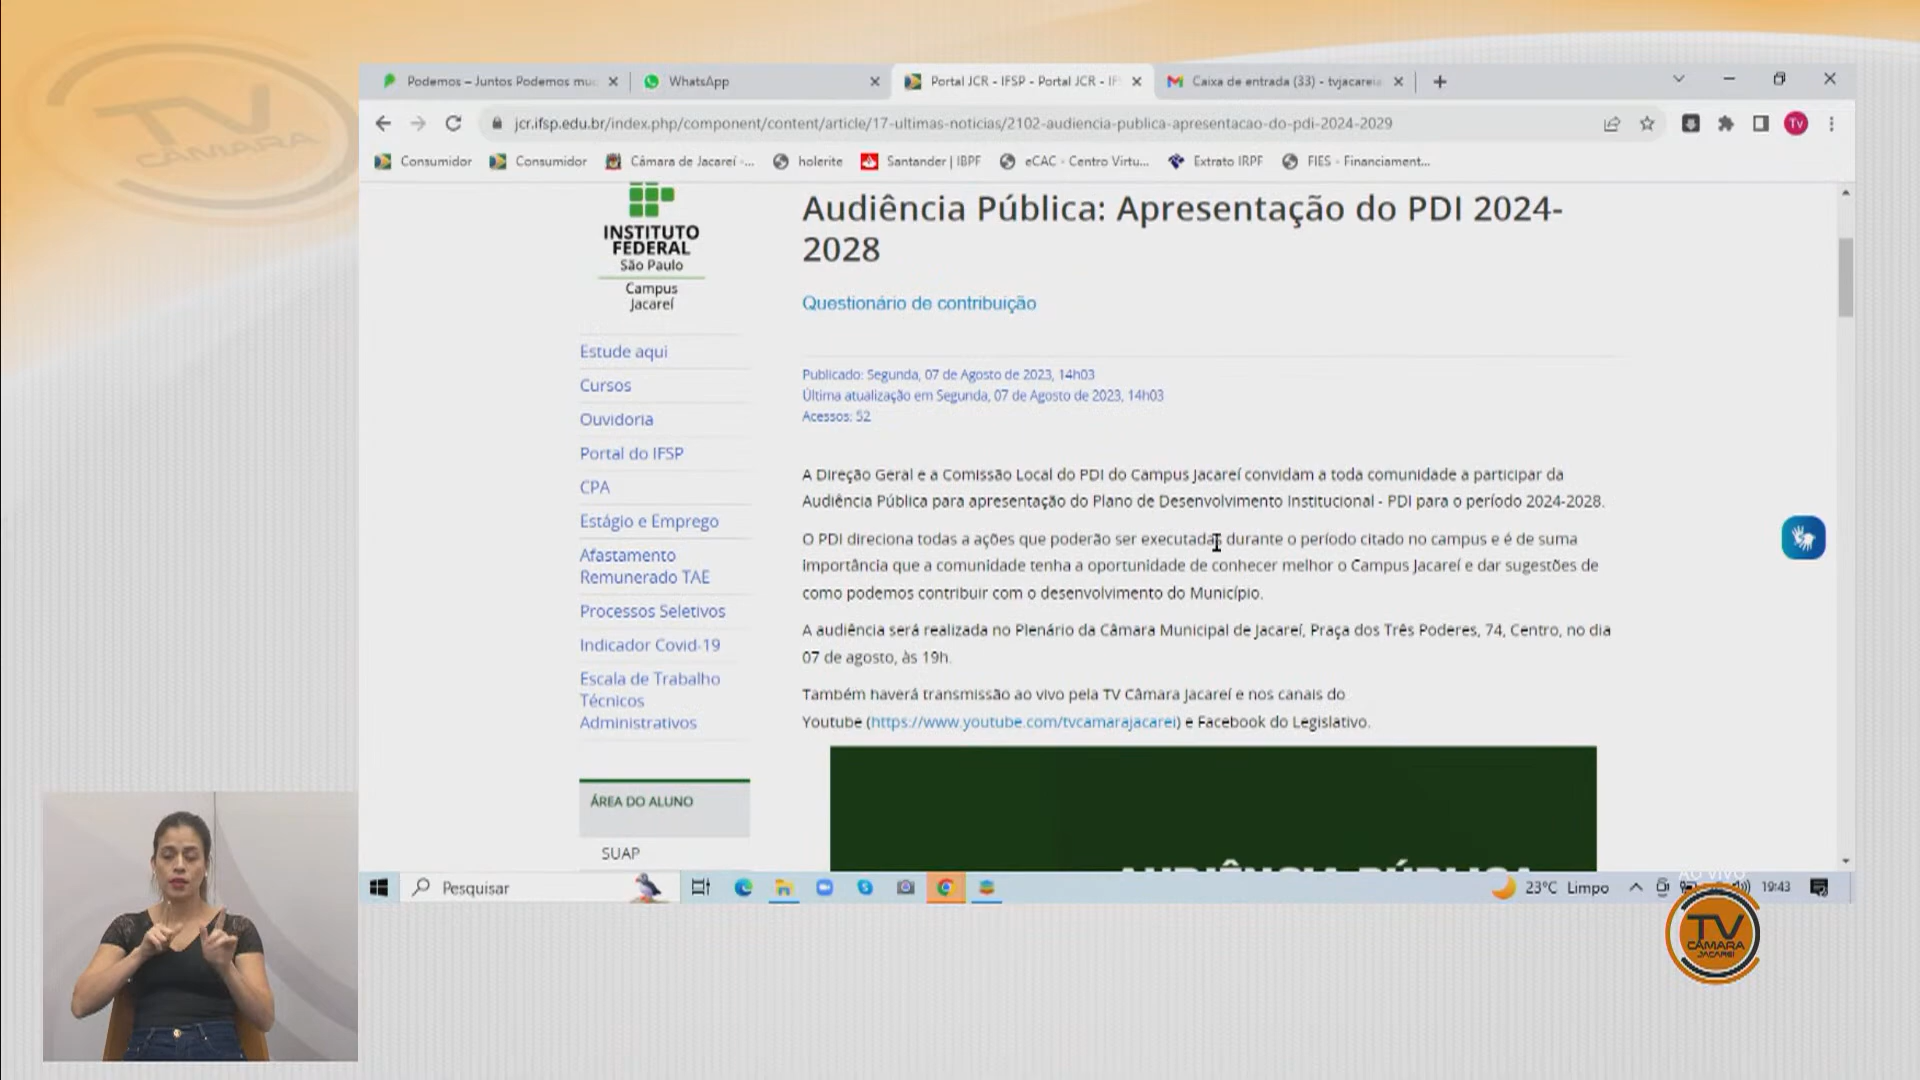 TV
CÂMARA
Podemos – Juntos Podemos mu
WhatsApp
Portal JCR - IFSP - Portal JCR - IF
Caixa de entrada (33) - tvjacarei
jcr.ifsp.edu.br/index.php/component/content/article/17-ultimas-noticias/2102-audiencia-publica-apresentacao-do-pdi-2024-2029
Tv
Consumidor
Consumidor
Câmara de Jacareí -...
holerite
Santander | IBPF
eCAC - Centro Virtu...
Extrato IRPF
FIES - Financiament...
INSTITUTO
FEDERAL
São Paulo
Campus
Jacareí
Estude aqui
Cursos
Ouvidoria
Portal do IFSP
CPA
Estágio e Emprego
Afastamento
Remunerado TAE
Processos Seletivos
Indicador Covid-19
Escala de Trabalho
Técnicos
Administrativos
ÁREA DO ALUNO
SUAP
Audiência Pública: Apresentação do PDI 2024-
2028
Questionário de contribuição
Publicado: Segunda, 07 de Agosto de 2023, 14h03
Última atualização em Segunda, 07 de Agosto de 2023, 14h03
Acessos: 52
A Direção Geral e a Comissão Local do PDI do Campus Jacareí convidam a toda comunidade a participar da
Audiência Pública para apresentação do Plano de Desenvolvimento Institucional - PDI para o período 2024-2028.
O PDI direciona todas a ações que poderão ser executadas durante o período citado no campus e é de suma
importância que a comunidade tenha a oportunidade de conhecer melhor o Campus Jacareí e dar sugestões de
como podemos contribuir com o desenvolvimento do Município.
A audiência será realizada no Plenário da Câmara Municipal de Jacareí, Praça dos Três Poderes, 74, Centro, no dia
07 de agosto, às 19h.
Também haverá transmissão ao vivo pela TV Câmara Jacareí e nos canais do
Youtube (https://www.youtube.com/tvcamarajacarei) e Facebook do Legislativo.
AUDIÊNCIA PÚBLICA
Pesquisar
23°C Limpo
19:43
AO VIVO
TV
CÂMARA
JACAREÍ